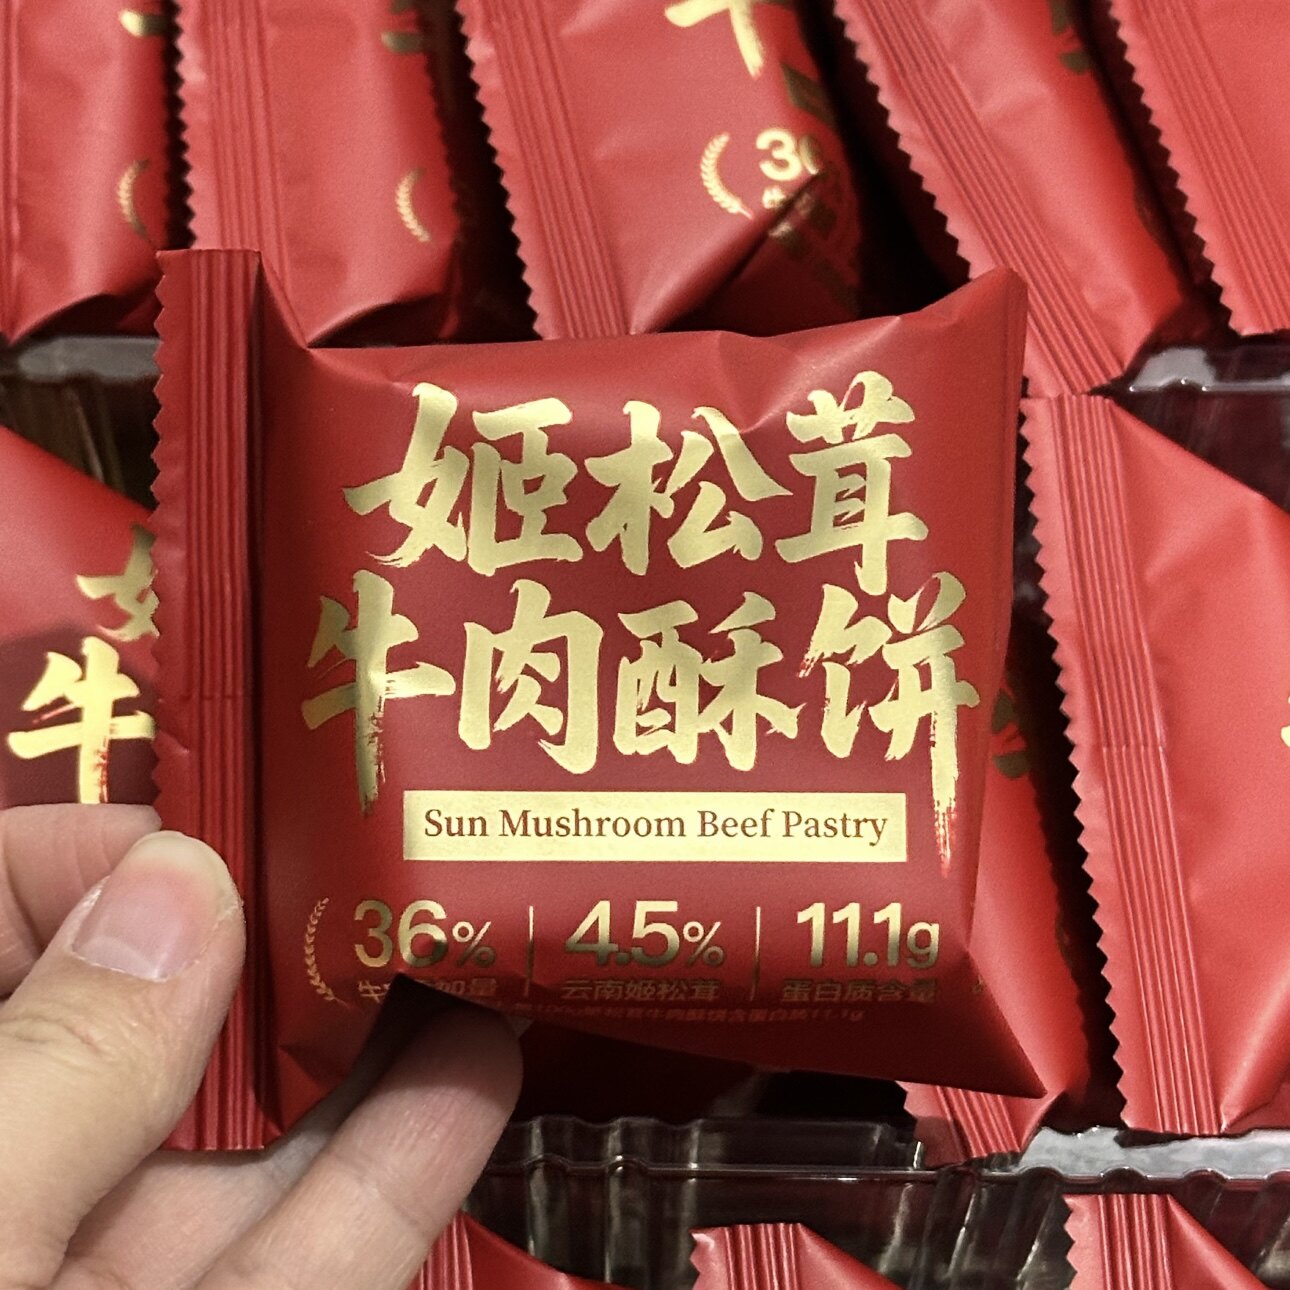 姬松茸
牛肉酥饼
Sun Mushroom Beef Pastry
36% 4.5% 11.1g
云南姬松茸 蛋白质含量
牛